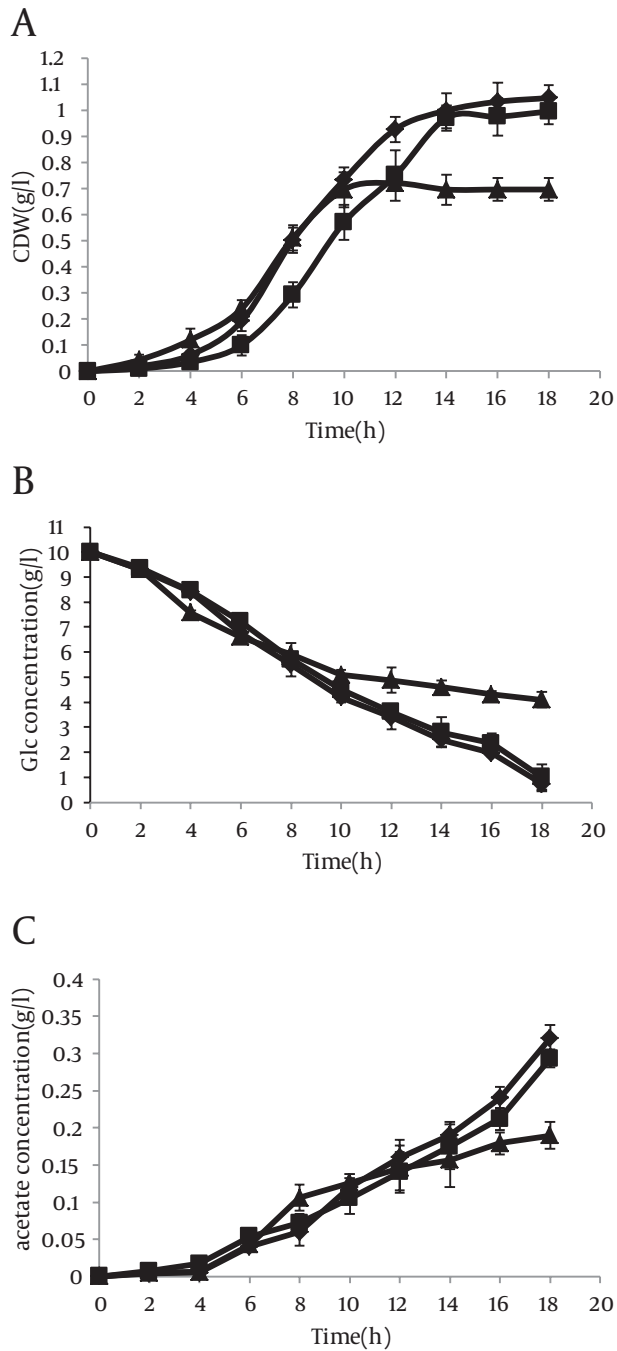 A
1.2
1.1
1
0.9
0.8
0.7
0.6
0.5
0.4
0.3
0.2
0.1
0
CDW(g/l)
0 2 4 6 8 10 12 14 16 18 20
Time(h)
B
11
10
9
8
7
6
5
4
3
2
1
0
Glc concentration(g/l)
0 2 4 6 8 10 12 14 16 18 20
Time(h)
C
0.4
0.35
0.3
0.25
0.2
0.15
0.1
0.05
0
acetate concentration(g/l)
0 2 4 6 8 10 12 14 16 18 20
Time(h)